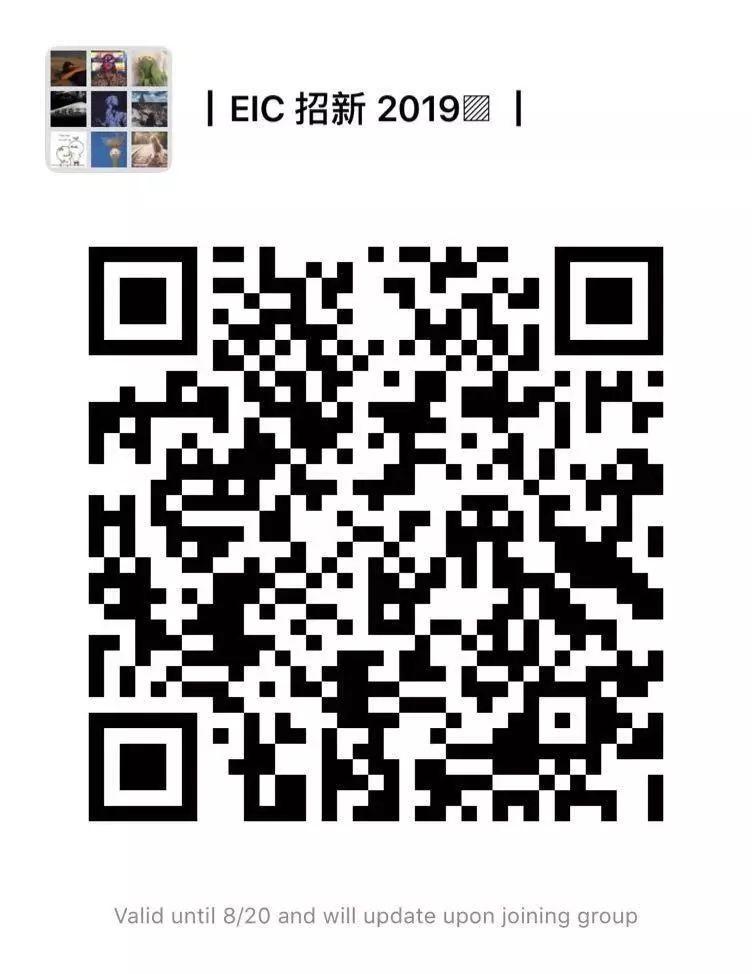 | EIC 招新 2019▨ |
Valid until 8/20 and will update upon joining group